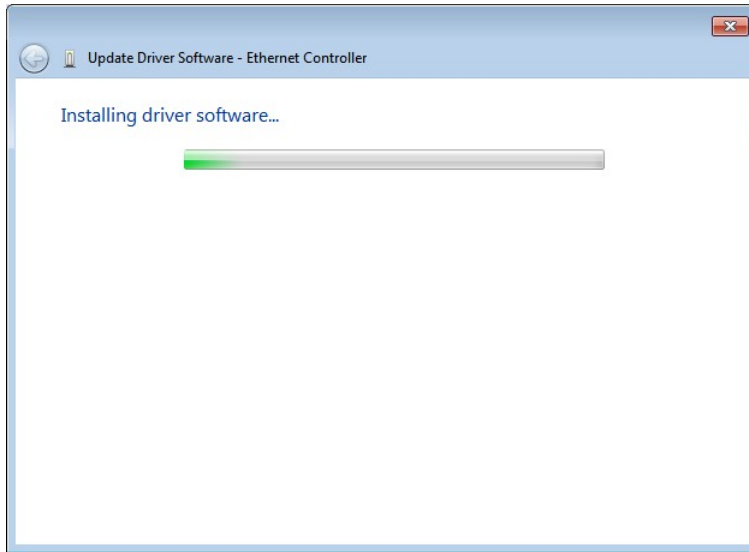 Update Driver Software - Ethernet Controller
Installing driver software...